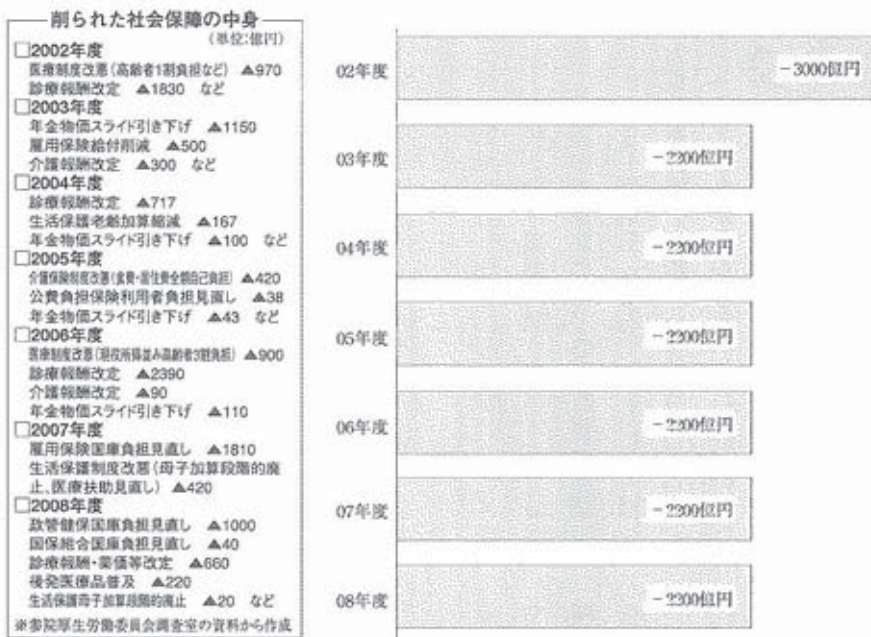 削られた社会保障の中身
(単位:億円)
□2002年度
医療制度改悪(高齢者1割負担など) ▲970
診療報酬改定 ▲1830 など
□2003年度
年金物価スライド引き下げ ▲1150
雇用保険給付削減 ▲500
介護報酬改定 ▲300 など
□2004年度
診療報酬改定 ▲717
生活保護老齢加算縮減 ▲167
年金物価スライド引き下げ ▲100 など
□2005年度
介護保険制度改悪(食費・居住費全額自己負担) ▲420
公費負担保険利用者負担見直し ▲38
年金物価スライド引き下げ ▲43 など
□2006年度
医療制度改悪(現役所得並み高齢者3割負担) ▲900
診療報酬改定 ▲2390
介護報酬改定 ▲90
年金物価スライド引き下げ ▲110
□2007年度
雇用保険国庫負担見直し ▲1810
生活保護制度改悪(母子加算段階的廃
止、医療扶助見直し) ▲420
□2008年度
政管健保国庫負担見直し ▲1000
国保組合国庫負担見直し ▲40
診療報酬・薬価等改定 ▲660
後発医療品普及 ▲220
生活保護母子加算段階的廃止 ▲20 など
※参院厚生労働委員会調査室の資料から作成
02年度 -3000億円
03年度 -2200億円
04年度 -2200億円
05年度 -2200億円
06年度 -2200億円
07年度 -2200億円
08年度 -2200億円